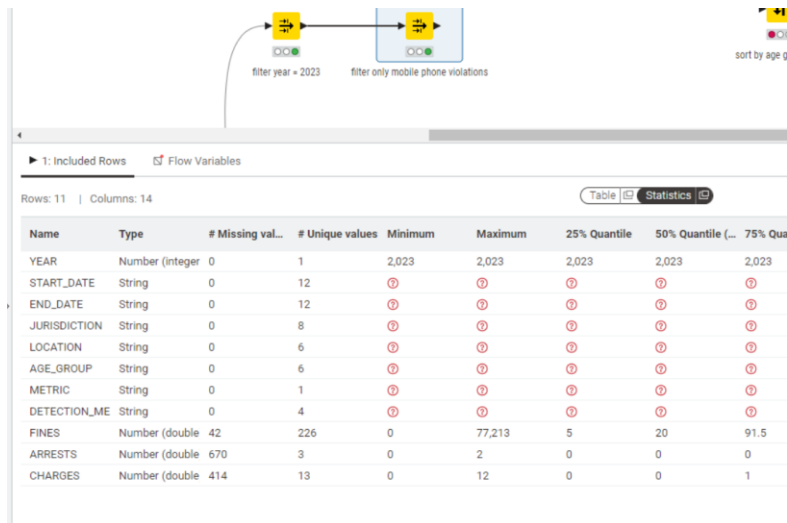 filter year = 2023
filter only mobile phone violations
sort by age g
1: Included Rows
Flow Variables
Rows: 11 | Columns: 14
Table
Statistics
Name Type # Missing val... # Unique values Minimum Maximum 25% Quantile 50% Quantile (... 75% Qua
YEAR Number (integer 0 1 2,023 2,023 2,023 2,023 2,023
START_DATE String 0 12 ? ? ? ? ?
END_DATE String 0 12 ? ? ? ? ?
JURISDICTION String 0 8 ? ? ? ? ?
LOCATION String 0 6 ? ? ? ? ?
AGE_GROUP String 0 6 ? ? ? ? ?
METRIC String 0 1 ? ? ? ? ?
DETECTION_ME String 0 4 ? ? ? ? ?
FINES Number (double 42 226 0 77,213 5 20 91.5
ARRESTS Number (double 670 3 0 2 0 0 0
CHARGES Number (double 414 13 0 12 0 0 1